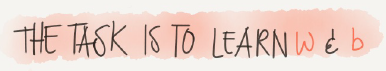 THE TASK IS TO LEARN w & b